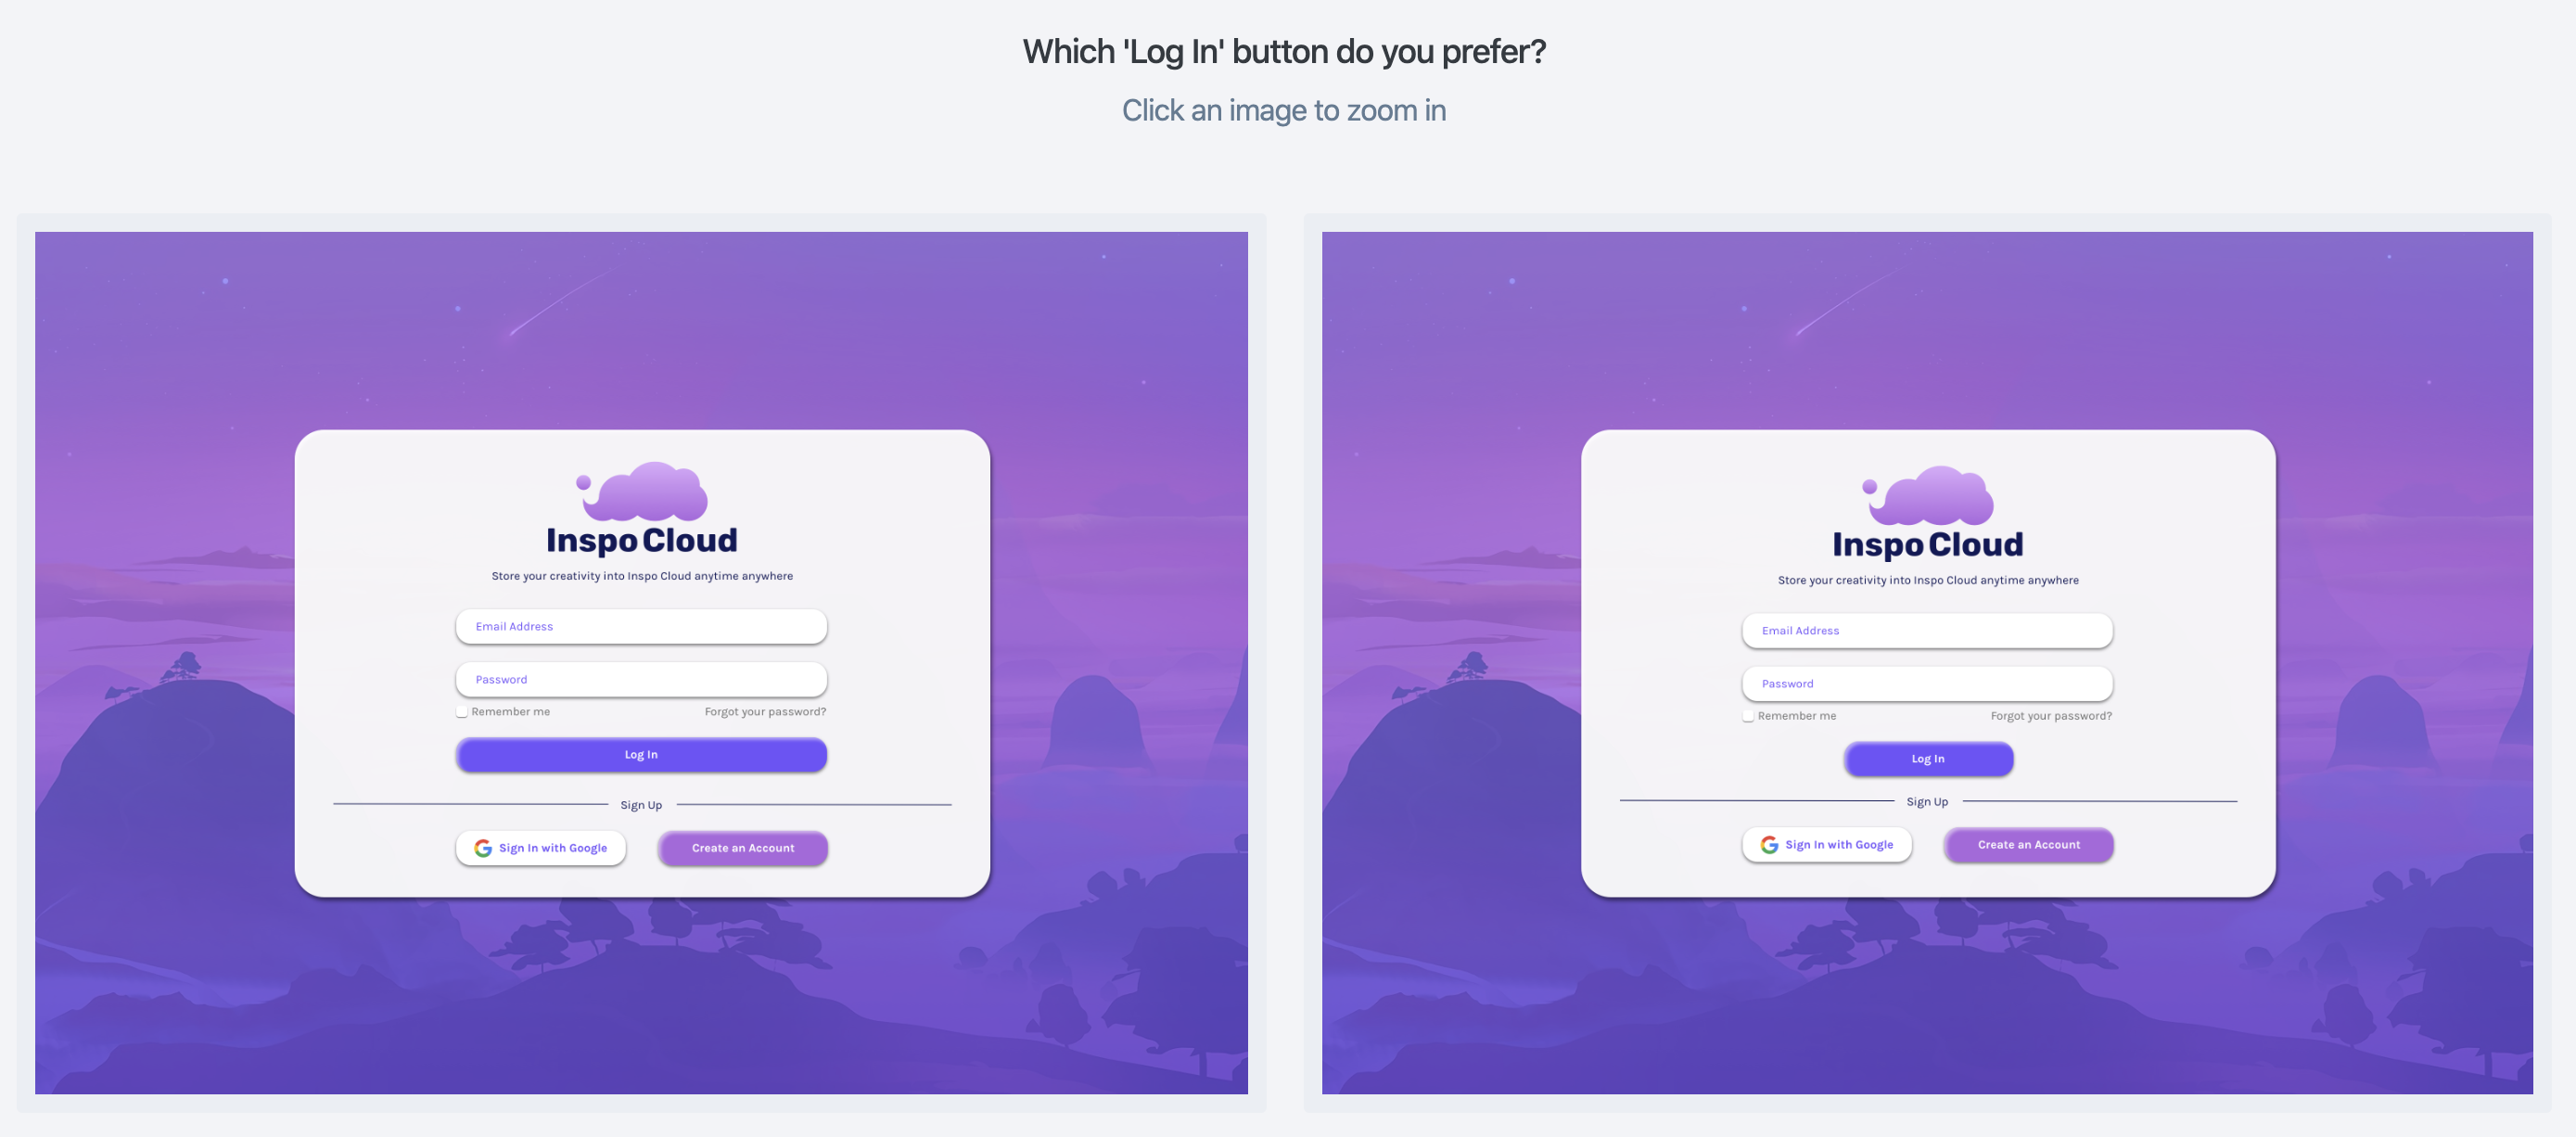 Which 'Log In' button do you prefer?
Click an image to zoom in
Inspo Cloud
Store your creativity into Inspo Cloud anytime anywhere
Email Address
Password
Remember me Forgot your password?
Log In
Sign Up
Sign In with Google Create an Account
Inspo Cloud
Store your creativity into Inspo Cloud anytime anywhere
Email Address
Password
Remember me Forgot your password?
Log In
Sign Up
Sign In with Google Create an Account